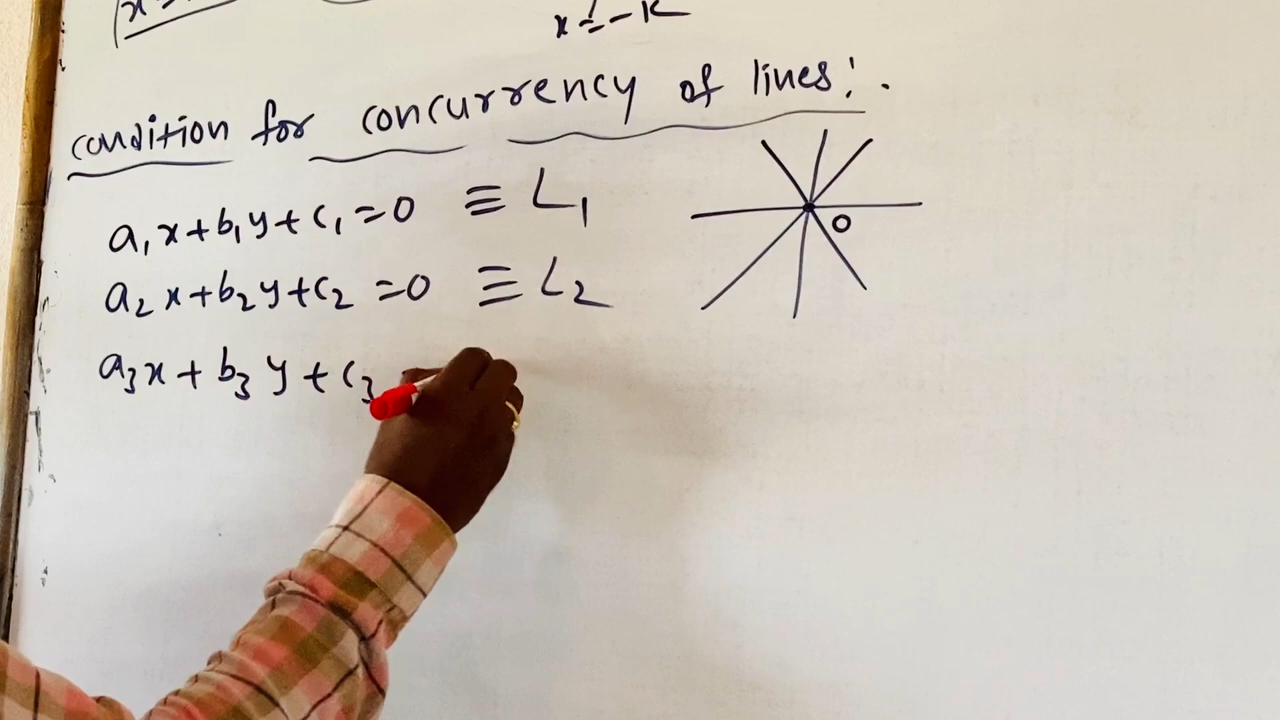 x = - k
condition for concurrency of lines:.
a₁x+b₁y+c₁=0 ≡ L₁
a₂x+b₂y+c₂=0 ≡ L₂
O
a₃x+b₃y+c₃